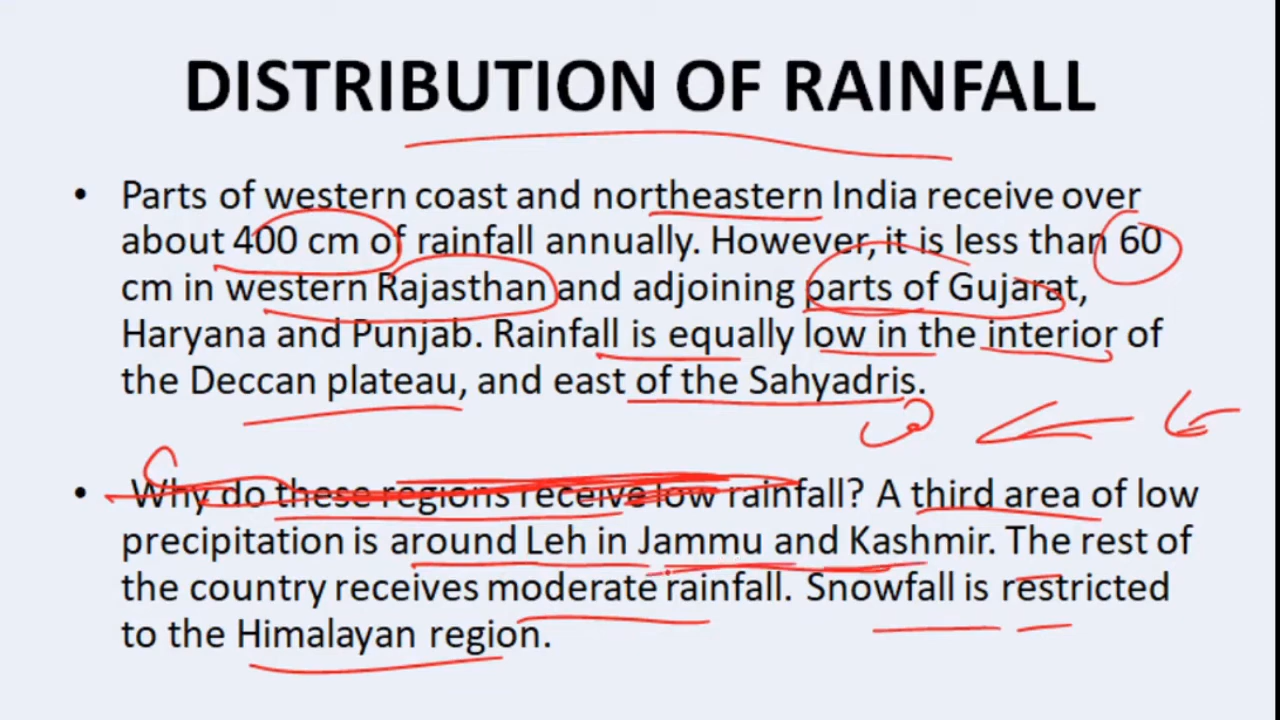 DISTRIBUTION OF RAINFALL
• Parts of western coast and northeastern India receive over
about 400 cm of rainfall annually. However, it is less than 60
cm in western Rajasthan and adjoining parts of Gujarat,
Haryana and Punjab. Rainfall is equally low in the interior of
the Deccan plateau, and east of the Sahyadris.
• Why do these regions receive low rainfall? A third area of low
precipitation is around Leh in Jammu and Kashmir. The rest of
the country receives moderate rainfall. Snowfall is restricted
to the Himalayan region.